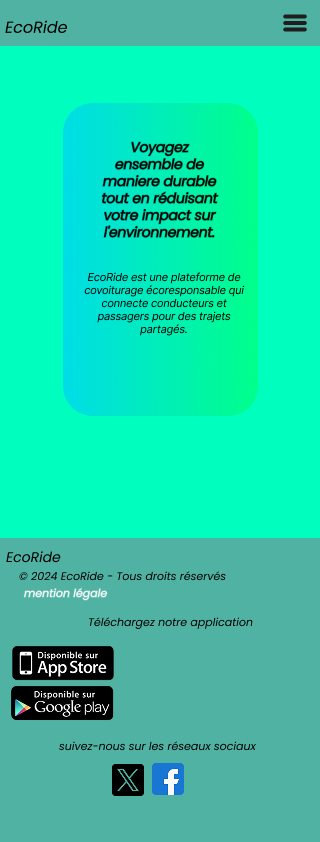 EcoRide
Voyagez
ensemble de
maniere durable
tout en réduisant
votre impact sur
l'environnement.
EcoRide est une plateforme de
covoiturage écoresponsable qui
connecte conducteurs et
passagers pour des trajets
partagés.
EcoRide
© 2024 EcoRide - Tous droits réservés
mention légale
Téléchargez notre application
Disponible sur
App Store
Disponible sur
Google play
suivez-nous sur les réseaux sociaux